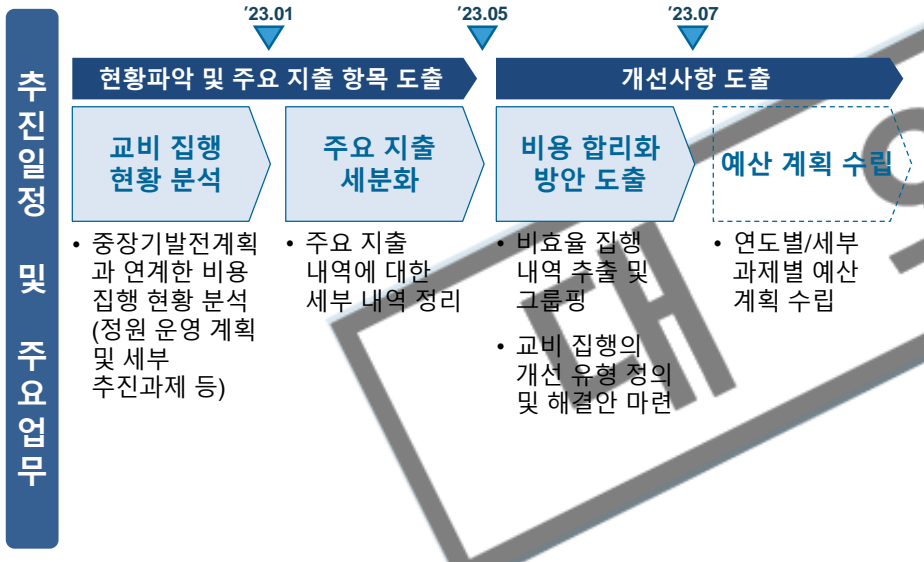 '23.01
'23.05
'23.07
추진일정 및 주요업무
현황파악 및 주요 지출 항목 도출
개선사항 도출
교비 집행
현황 분석
주요 지출
세분화
비용 합리화
방안 도출
예산 계획 수립
• 중장기발전계획
과 연계한 비용
집행 현황 분석
(정원 운영 계획
및 세부
추진과제 등)
• 주요 지출
내역에 대한
세부 내역 정리
• 비효율 집행
내역 추출 및
그룹핑
• 교비 집행의
개선 유형 정의
및 해결안 마련
• 연도별/세부
과제별 예산
계획 수립
대